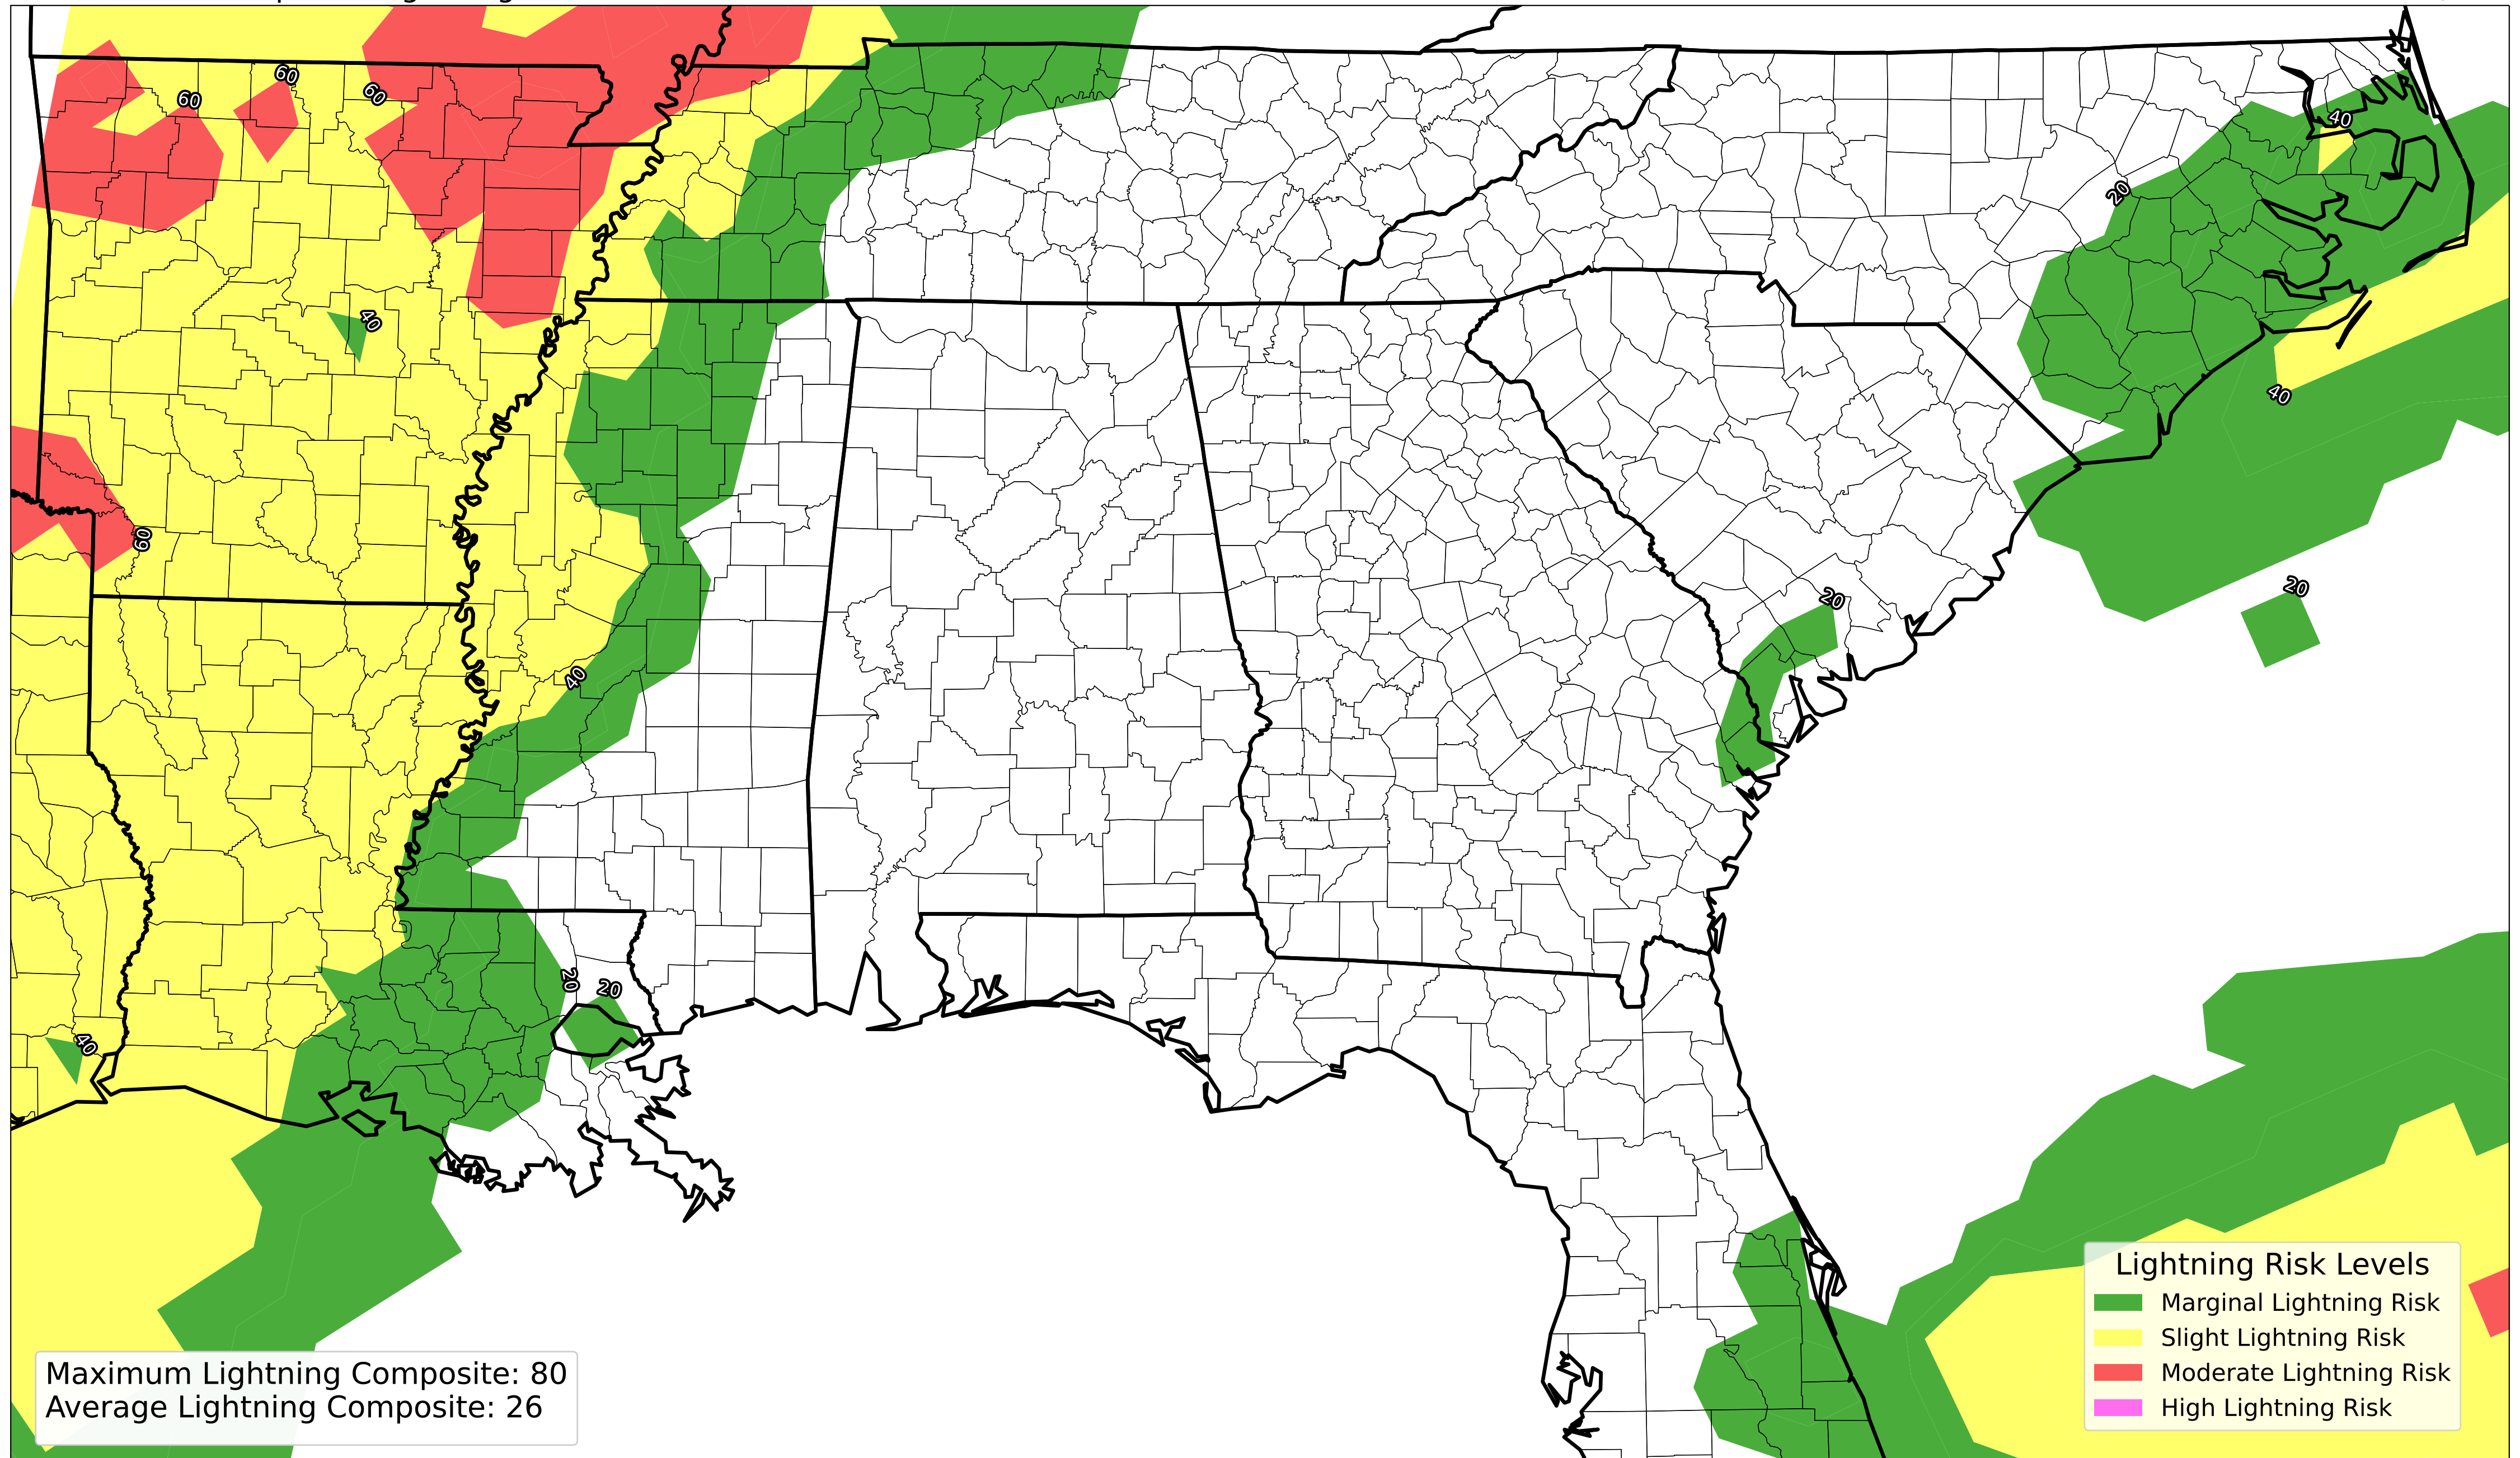 60
60
60
40
20
40
40
20
60
20
40
20
20
40
Lightning Risk Levels
Marginal Lightning Risk
Slight Lightning Risk
Moderate Lightning Risk
High Lightning Risk
Maximum Lightning Composite: 80
Average Lightning Composite: 26